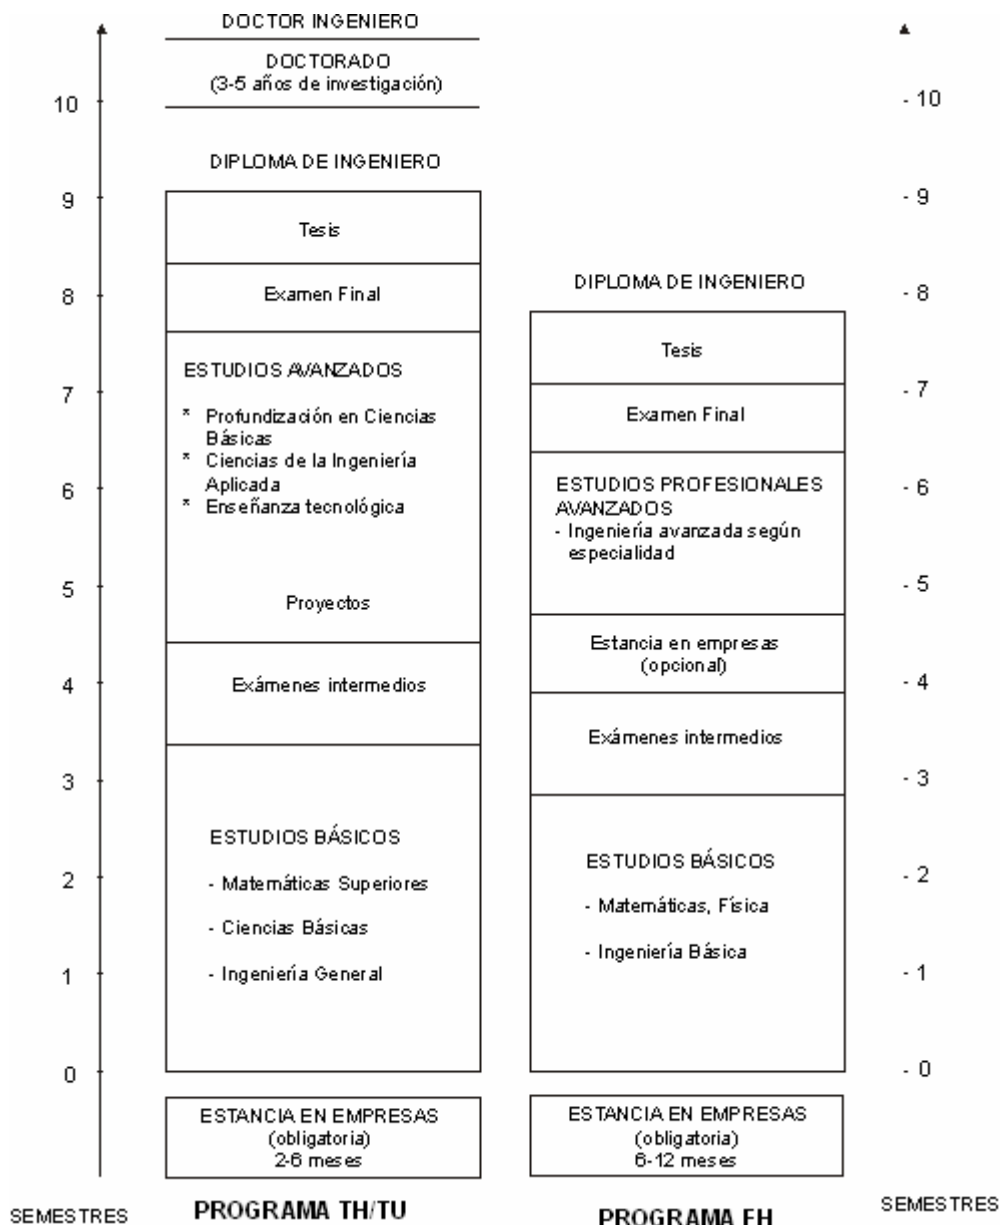 DOCTOR INGENIERO
DOCTORADO
(3-5 años de investigación)
DIPLOMA DE INGENIERO
Tesis
Examen Final
ESTUDIOS AVANZADOS
* Profundización en Ciencias
Básicas
* Ciencias de la Ingeniería
Aplicada
* Enseñanza tecnológica
Proyectos
Exámenes intermedios
ESTUDIOS BÁSICOS
- Matemáticas Superiores
- Ciencias Básicas
- Ingeniería General
ESTANCIA EN EMPRESAS
(obligatoria)
2-6 meses
PROGRAMA TH/TU
DIPLOMA DE INGENIERO
Tesis
Examen Final
ESTUDIOS PROFESIONALES
AVANZADOS
- Ingeniería avanzada según
especialidad
Estancia en empresas
(opcional)
Exámenes intermedios
ESTUDIOS BÁSICOS
- Matemáticas, Física
- Ingeniería Básica
ESTANCIA EN EMPRESAS
(obligatoria)
6-12 meses
PROGRAMA FH
10
9
8
7
6
5
4
3
2
1
0
SEMESTRES
- 10
- 9
- 8
- 7
- 6
- 5
- 4
- 3
- 2
- 1
- 0
SEMESTRES